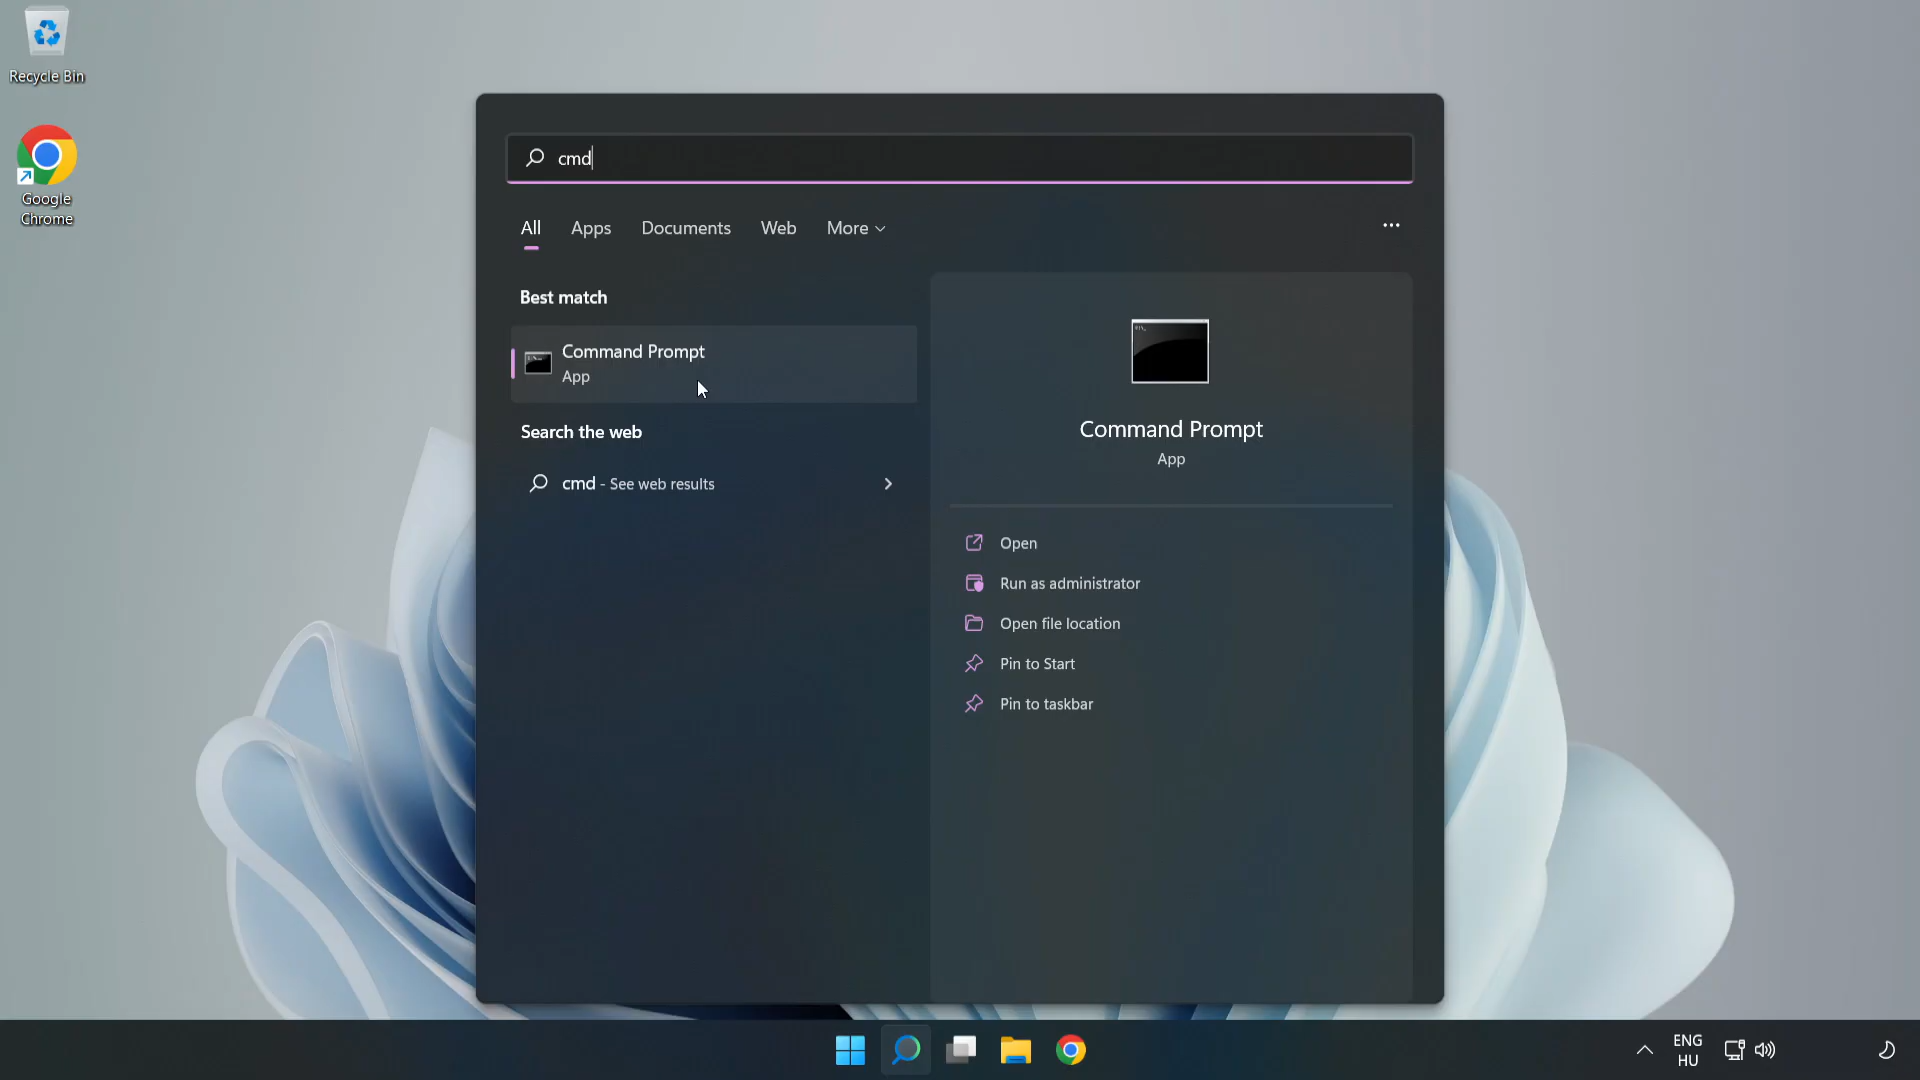 Recycle Bin
Google
Chrome
cmd
All
Apps
Documents
Web
More
Best match
Command Prompt
App
Search the web
cmd - See web results
Command Prompt
App
Open
Run as administrator
Open file location
Pin to Start
Pin to taskbar
ENG
HU